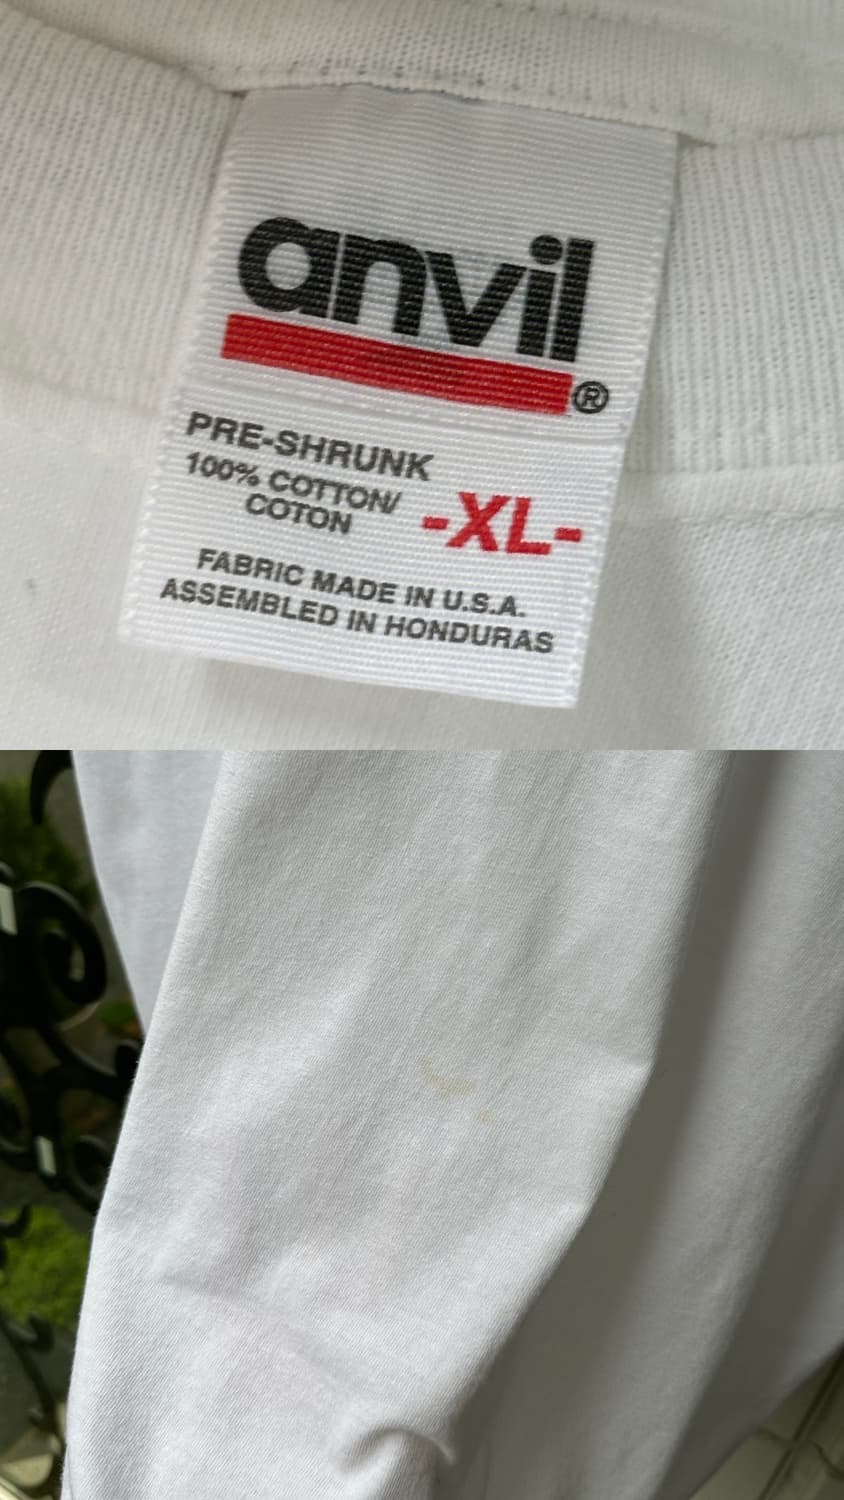 anvil®
PRE-SHRUNK
100% COTTON/
COTON
-XL-
FABRIC MADE IN U.S.A.
ASSEMBLED IN HONDURAS